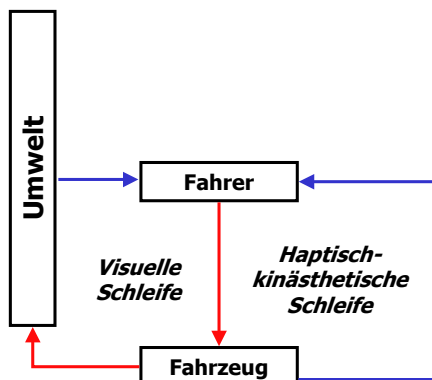 Umwelt
Fahrer
Visuelle
Schleife
Haptisch-
kinästhetische
Schleife
Fahrzeug